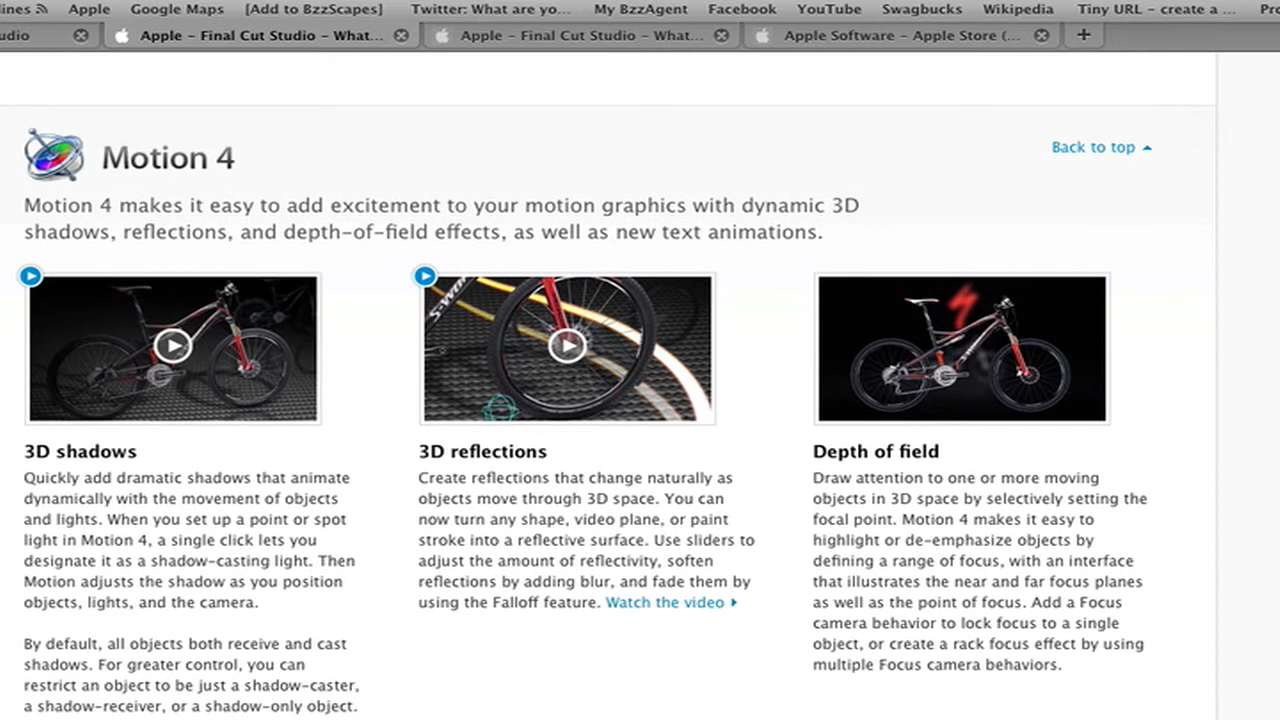 lines Apple Google Maps [Add to BzzScapes] Twitter: What are yo... My BzzAgent Facebook YouTube Swagbucks Wikipedia Tiny URL – create a ...
Apple – Final Cut Studio – What... Apple – Final Cut Studio – What... Apple Software – Apple Store (... +
Motion 4
Back to top
Motion 4 makes it easy to add excitement to your motion graphics with dynamic 3D
shadows, reflections, and depth-of-field effects, as well as new text animations.
3D shadows
Quickly add dramatic shadows that animate
dynamically with the movement of objects
and lights. When you set up a point or spot
light in Motion 4, a single click lets you
designate it as a shadow-casting light. Then
Motion adjusts the shadow as you position
objects, lights, and the camera.
By default, all objects both receive and cast
shadows. For greater control, you can
restrict an object to be just a shadow-caster,
a shadow-receiver, or a shadow-only object.
3D reflections
Create reflections that change naturally as
objects move through 3D space. You can
now turn any shape, video plane, or paint
stroke into a reflective surface. Use sliders to
adjust the amount of reflectivity, soften
reflections by adding blur, and fade them by
using the Falloff feature. Watch the video
Depth of field
Draw attention to one or more moving
objects in 3D space by selectively setting the
focal point. Motion 4 makes it easy to
highlight or de-emphasize objects by
defining a range of focus, with an interface
that illustrates the near and far focus planes
as well as the point of focus. Add a Focus
camera behavior to lock focus to a single
object, or create a rack focus effect by using
multiple Focus camera behaviors.